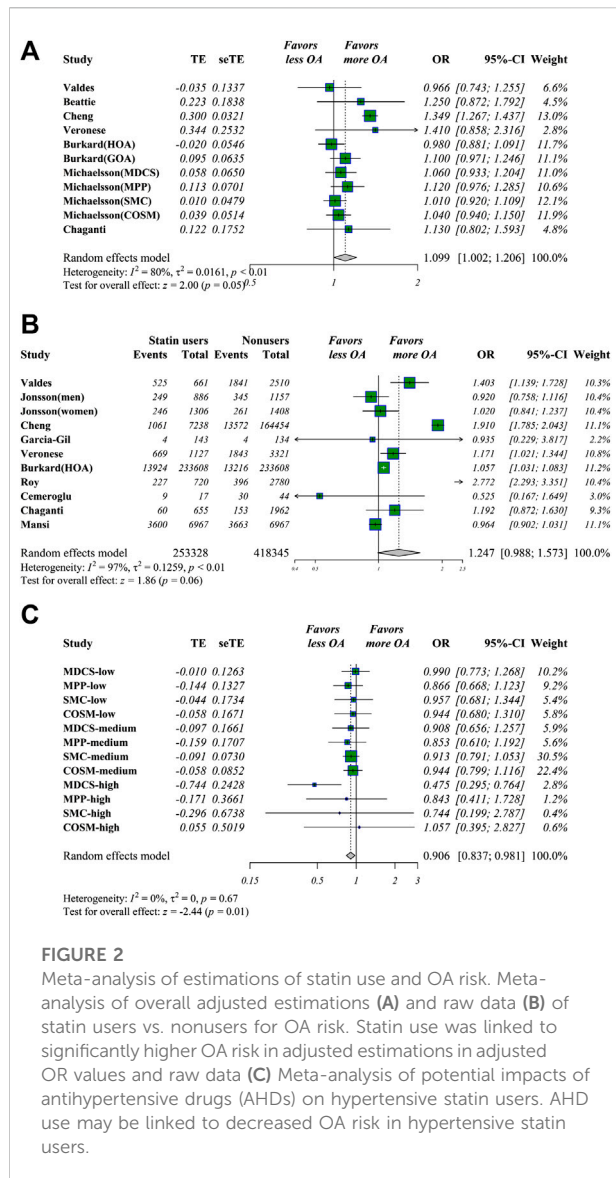 A
Favors Favors
Study TE seTE less OA more OA OR 95%-CI Weight
Valdes -0.035 0.1337 0.966 [0.743; 1.255] 6.6%
Beattie 0.223 0.1838 1.250 [0.872; 1.792] 4.5%
Cheng 0.300 0.0321 1.349 [1.267; 1.437] 13.0%
Veronese 0.344 0.2532 1.410 [0.858; 2.316] 2.8%
Burkard(HOA) -0.020 0.0546 0.980 [0.881; 1.091] 11.7%
Burkard(GOA) 0.095 0.0635 1.100 [0.971; 1.246] 11.1%
Michaelsson(MDCS) 0.058 0.0650 1.060 [0.933; 1.204] 11.0%
Michaelsson(MPP) 0.113 0.0701 1.120 [0.976; 1.285] 10.6%
Michaelsson(SMC) 0.010 0.0479 1.010 [0.920; 1.109] 12.1%
Michaelsson(COSM) 0.039 0.0514 1.040 [0.940; 1.150] 11.9%
Chaganti 0.122 0.1752 1.130 [0.802; 1.593] 4.8%
Random effects model 1.099 [1.002; 1.206] 100.0%
Heterogeneity: I² = 80%, τ² = 0.0161, p < 0.01
Test for overall effect: z = 2.00 (p = 0.05) 0.5 1 2
B
Statin users Nonusers Favors Favors
Study Events Total Events Total less OA more OA OR 95%-CI Weight
Valdes 525 661 1841 2510 1.403 [1.139; 1.728] 10.3%
Jonsson(men) 249 886 345 1157 0.920 [0.758; 1.116] 10.4%
Jonsson(women) 246 1306 261 1408 1.020 [0.841; 1.237] 10.4%
Cheng 1061 7238 13572 164454 1.910 [1.785; 2.043] 11.1%
Garcia-Gil 4 143 4 134 0.935 [0.229; 3.817] 2.2%
Veronese 669 1127 1843 3321 1.171 [1.021; 1.344] 10.8%
Burkard(HOA) 13924 233608 13216 233608 1.057 [1.031; 1.083] 11.2%
Roy 227 720 396 2780 2.772 [2.293; 3.351] 10.4%
Cemeroglu 9 17 30 44 0.525 [0.167; 1.649] 3.0%
Chaganti 60 655 153 1962 1.192 [0.872; 1.630] 9.3%
Mansi 3600 6967 3663 6967 0.964 [0.902; 1.031] 11.1%
Random effects model 253328 418345 1.247 [0.988; 1.573] 100.0%
Heterogeneity: I² = 97%, τ² = 0.1259, p < 0.01
Test for overall effect: z = 1.86 (p = 0.06) 0.4 0.5 1 2 2.5
C
Favors Favors
Study TE seTE less OA more OA OR 95%-CI Weight
MDCS-low -0.010 0.1263 0.990 [0.773; 1.268] 10.2%
MPP-low -0.144 0.1327 0.866 [0.668; 1.123] 9.2%
SMC-low -0.044 0.1734 0.957 [0.681; 1.344] 5.4%
COSM-low -0.058 0.1671 0.944 [0.680; 1.310] 5.8%
MDCS-medium -0.097 0.1661 0.908 [0.656; 1.257] 5.9%
MPP-medium -0.159 0.1707 0.853 [0.610; 1.192] 5.6%
SMC-medium -0.091 0.0730 0.913 [0.791; 1.053] 30.5%
COSM-medium -0.058 0.0852 0.944 [0.799; 1.116] 22.4%
MDCS-high -0.744 0.2428 0.475 [0.295; 0.764] 2.8%
MPP-high -0.171 0.3661 0.843 [0.411; 1.728] 1.2%
SMC-high -0.296 0.6738 0.744 [0.199; 2.787] 0.4%
COSM-high 0.055 0.5019 1.057 [0.395; 2.827] 0.6%
Random effects model 0.906 [0.837; 0.981] 100.0%
0.15 0.5 1 2 3
Heterogeneity: I² = 0%, τ² = 0, p = 0.67
Test for overall effect: z = -2.44 (p = 0.01)
FIGURE 2
Meta-analysis of estimations of statin use and OA risk. Meta-
analysis of overall adjusted estimations (A) and raw data (B) of
statin users vs. nonusers for OA risk. Statin use was linked to
significantly higher OA risk in adjusted estimations in adjusted
OR values and raw data (C) Meta-analysis of potential impacts of
antihypertensive drugs (AHDs) on hypertensive statin users. AHD
use may be linked to decreased OA risk in hypertensive statin
users.